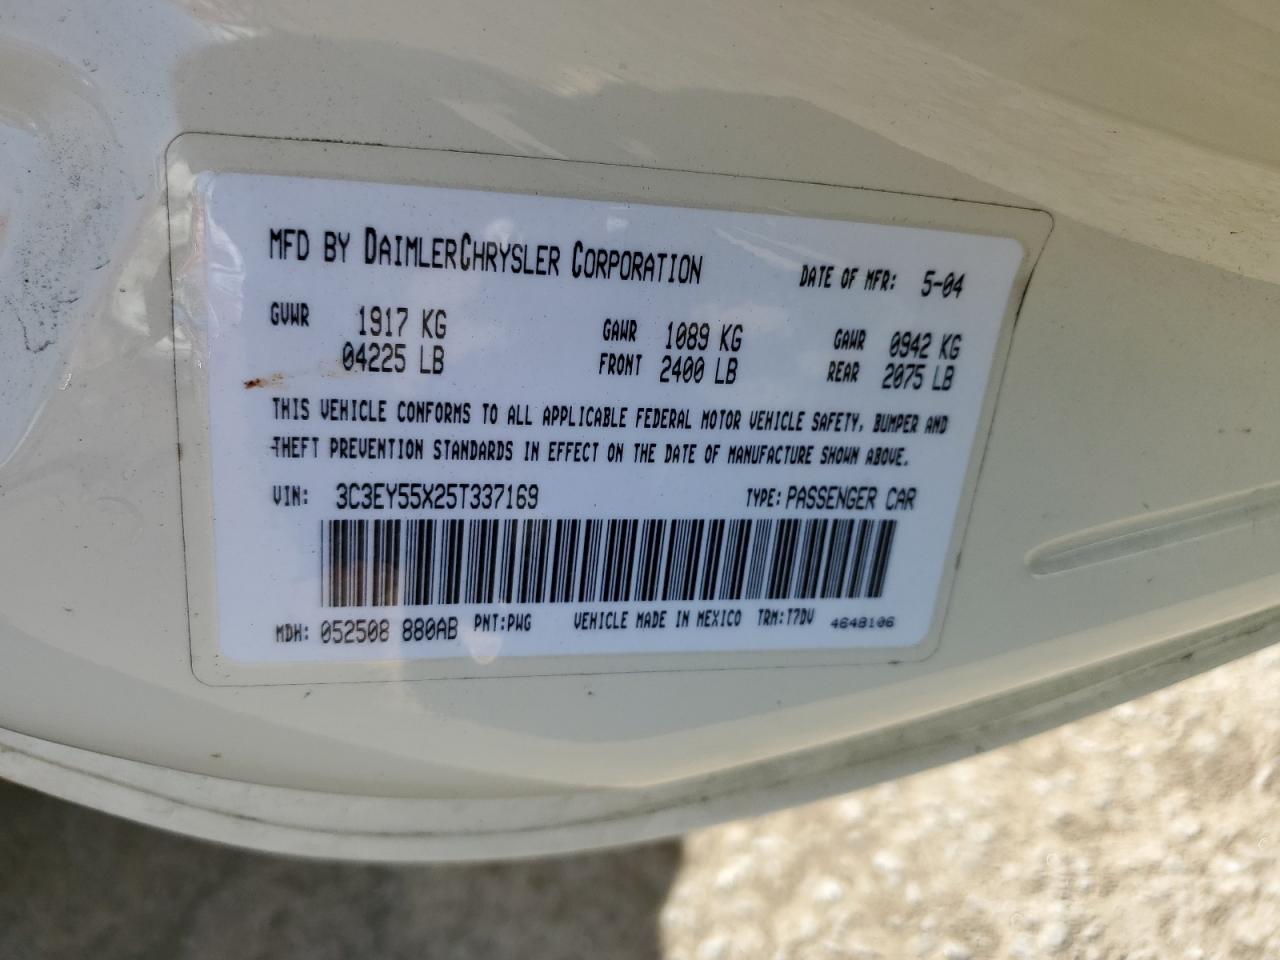 MFD BY DAIMLERCHRYSLER CORPORATION DATE OF MFR: 5-04
GVWR 1917 KG GAWR 1089 KG GAWR 0942 KG
04225 LB FRONT 2400 LB REAR 2075 LB
THIS VEHICLE CONFORMS TO ALL APPLICABLE FEDERAL MOTOR VEHICLE SAFETY, BUMPER AND
THEFT PREVENTION STANDARDS IN EFFECT ON THE DATE OF MANUFACTURE SHOWN ABOVE.
VIN: 3C3EY55X25T337169 TYPE: PASSENGER CAR
MDH: 052508 880AB PNT:PWG VEHICLE MADE IN MEXICO TRM:T7DV 4648106